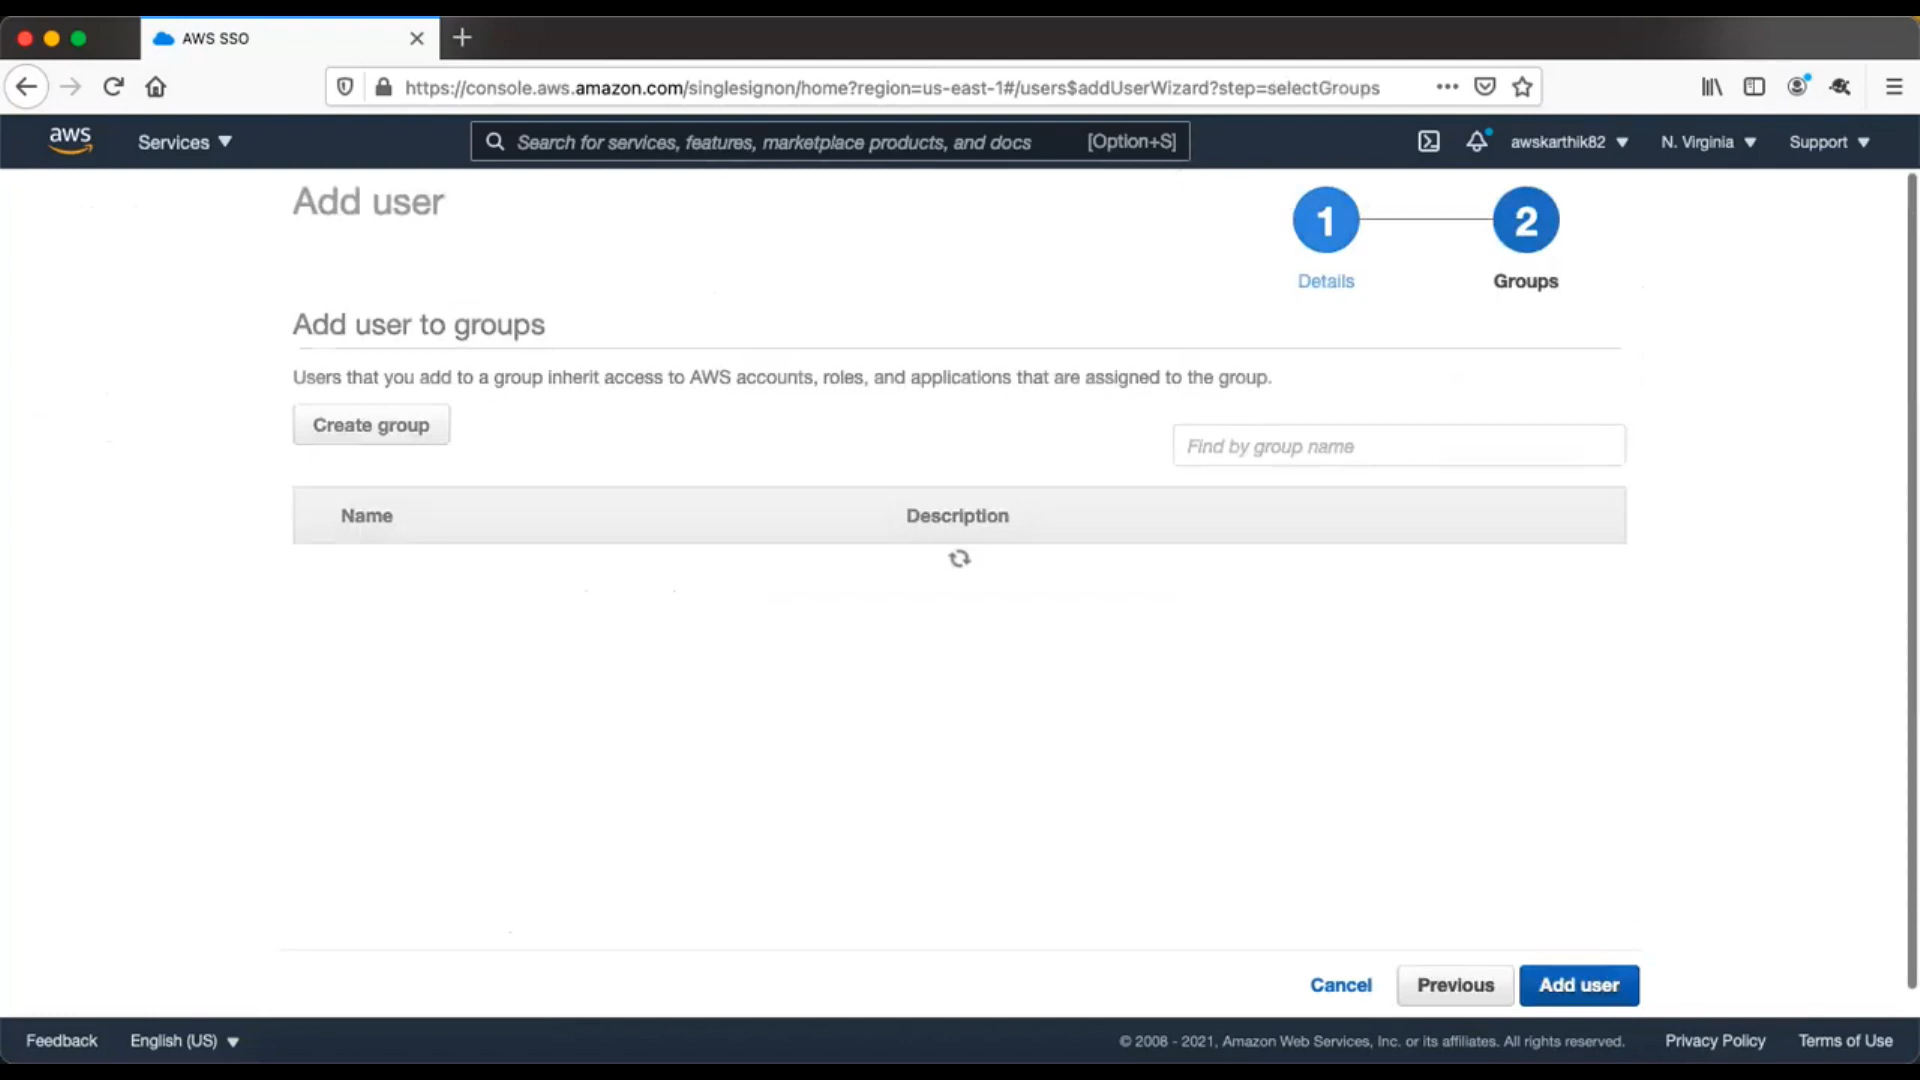 AWS SSO
https://console.aws.amazon.com/singlesignon/home?region=us-east-1#/users$addUserWizard?step=selectGroups
aws
Services
Search for services, features, marketplace products, and docs [Option+S]
awskarthik82
N. Virginia
Support
Add user
1
2
Details
Groups
Add user to groups
Users that you add to a group inherit access to AWS accounts, roles, and applications that are assigned to the group.
Create group
Find by group name
Name Description
Cancel
Previous
Add user
Feedback
English (US)
© 2008 - 2021, Amazon Web Services, Inc. or its affiliates. All rights reserved.
Privacy Policy
Terms of Use